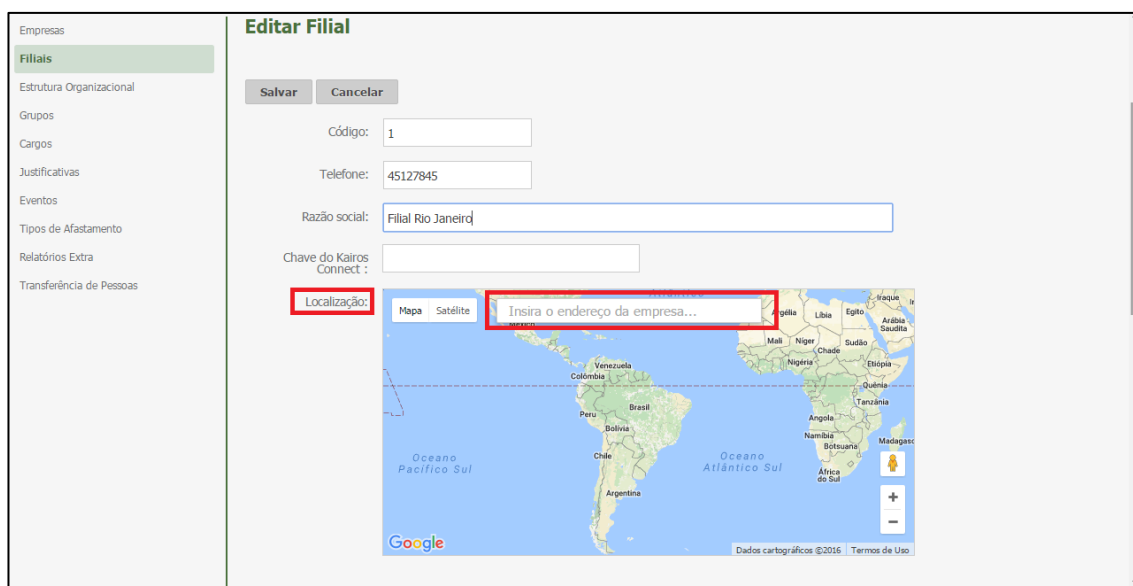 Empresas
Filiais
Estrutura Organizacional
Grupos
Cargos
Justificativas
Eventos
Tipos de Afastamento
Relatórios Extra
Transferência de Pessoas
Editar Filial
Salvar Cancelar
Código: 1
Telefone: 45127845
Razão social: Filial Rio Janeiro
Chave do Kairos
Connect :
Localização:
Mapa Satélite
Insira o endereço da empresa...
México
Venezuela
Colômbia
Brasil
Peru
Bolívia
Chile
Argentina
Oceano
Pacífico Sul
Oceano
Atlântico Sul
Iraque
Argélia
Líbia
Egito
Arábia
Saudita
Mali
Níger
Sudão
Chade
Nigéria
Etiópia
Quênia
Tanzânia
Angola
Namíbia
Botsuana
Madagasc
África
do Sul
Google
Dados cartográficos ©2016 Termos de Uso